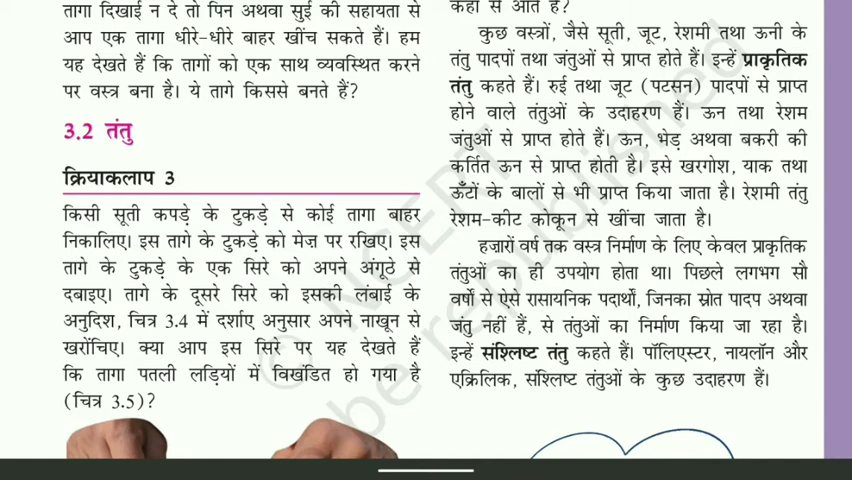 तागा दिखाई न दे तो पिन अथवा सुई की सहायता से
आप एक तागा धीरे-धीरे बाहर खींच सकते हैं। हम
यह देखते हैं कि तागों को एक साथ व्यवस्थित करने
पर वस्त्र बना है। ये तागे किससे बनते हैं?
3.2 तंतु
क्रियाकलाप 3
किसी सूती कपड़े के टुकड़े से कोई तागा बाहर
निकालिए। इस तागे के टुकड़े को मेज़ पर रखिए। इस
तागे के टुकड़े के एक सिरे को अपने अंगूठे से
दबाइए। तागे के दूसरे सिरे को इसकी लंबाई के
अनुदिश, चित्र 3.4 में दर्शाए अनुसार अपने नाखून से
खरोंचिए। क्या आप इस सिरे पर यह देखते हैं
कि तागा पतली लड़ियों में विखंडित हो गया है
(चित्र 3.5)?
कहाँ से आते हैं?
कुछ वस्त्रों, जैसे सूती, जूट, रेशमी तथा ऊनी के
तंतु पादपों तथा जंतुओं से प्राप्त होते हैं। इन्हें प्राकृतिक
तंतु कहते हैं। रुई तथा जूट (पटसन) पादपों से प्राप्त
होने वाले तंतुओं के उदाहरण हैं। ऊन तथा रेशम
जंतुओं से प्राप्त होते हैं। ऊन, भेड़ अथवा बकरी की
कर्तित ऊन से प्राप्त होती है। इसे खरगोश, याक तथा
ऊँटों के बालों से भी प्राप्त किया जाता है। रेशमी तंतु
रेशम-कीट कोकून से खींचा जाता है।
हजारों वर्ष तक वस्त्र निर्माण के लिए केवल प्राकृतिक
तंतुओं का ही उपयोग होता था। पिछले लगभग सौ
वर्षों से ऐसे रासायनिक पदार्थों, जिनका स्रोत पादप अथवा
जंतु नहीं हैं, से तंतुओं का निर्माण किया जा रहा है।
इन्हें संश्लिष्ट तंतु कहते हैं। पॉलिएस्टर, नायलॉन और
एक्रिलिक, संश्लिष्ट तंतुओं के कुछ उदाहरण हैं।
© NCERT
be republished